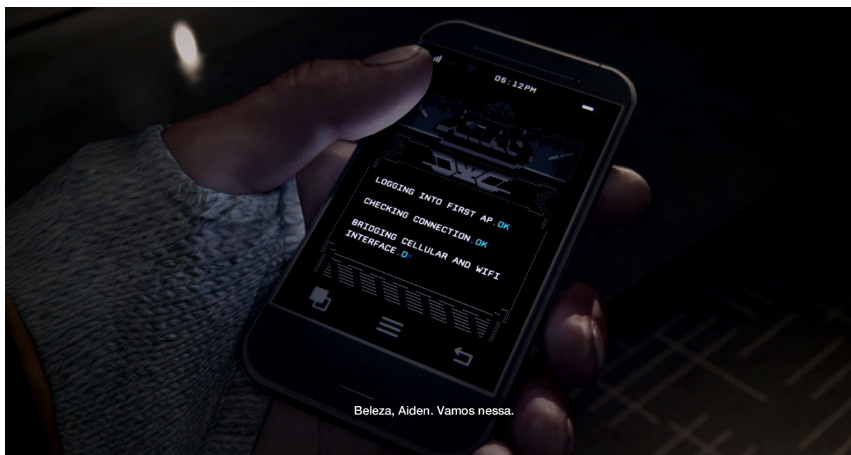 05:12PM
LOGGING INTO FIRST AP.OK
CHECKING CONNECTION.OK
BRIDGING CELLULAR AND WIFI
INTERFACE.O
Beleza, Aiden. Vamos nessa.